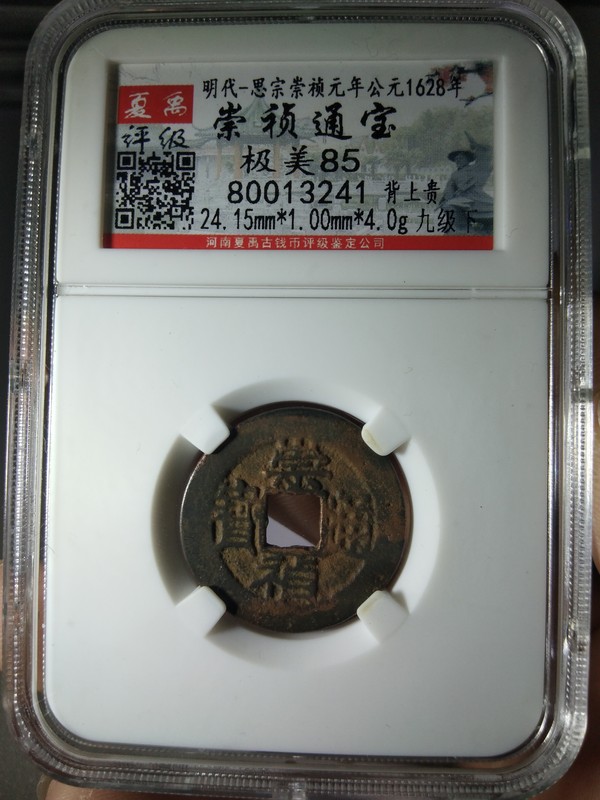 夏禹
评级
明代-思宗崇祯元年公元1628年
崇祯通宝
极美85
80013241 背上贵
24.15mm*1.00mm*4.0g 九级下
河南夏禹古钱币评级鉴定公司
崇
寶 通
禎